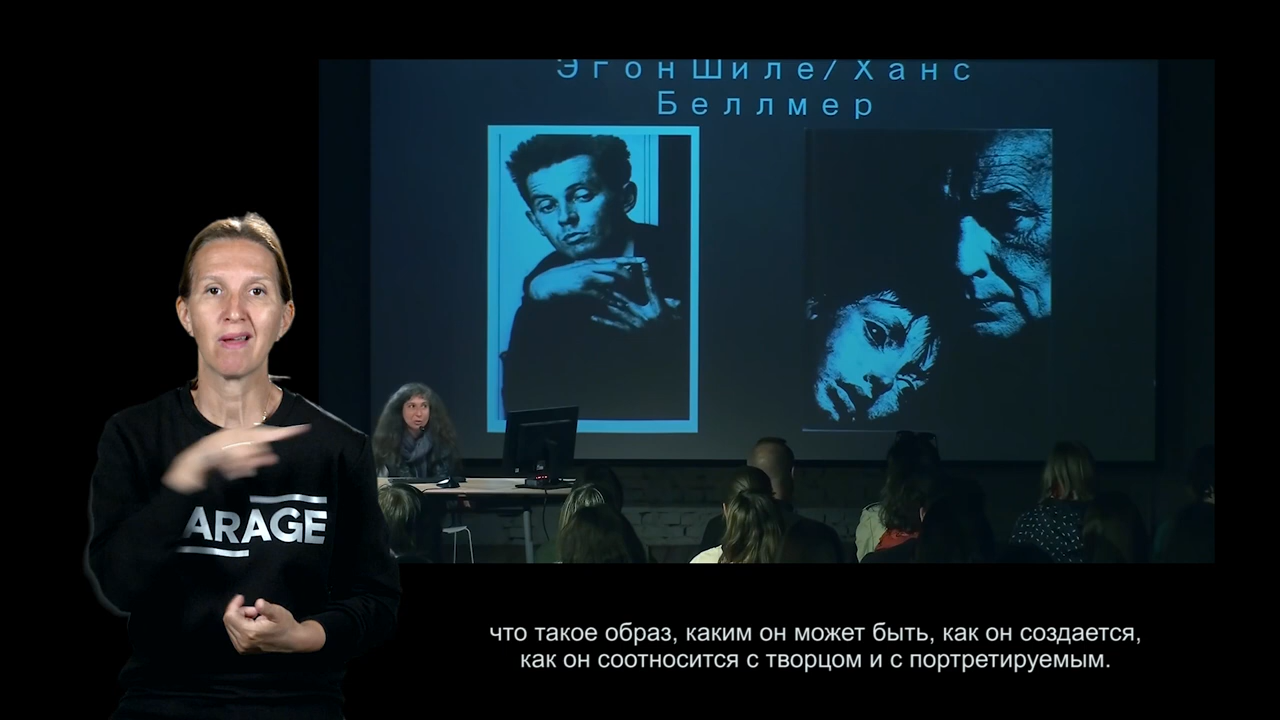 Эгон Шиле/Ханс
Беллмер
ARAGE
что такое образ, каким он может быть, как он создается,
как он соотносится с творцом и с портретируемым.